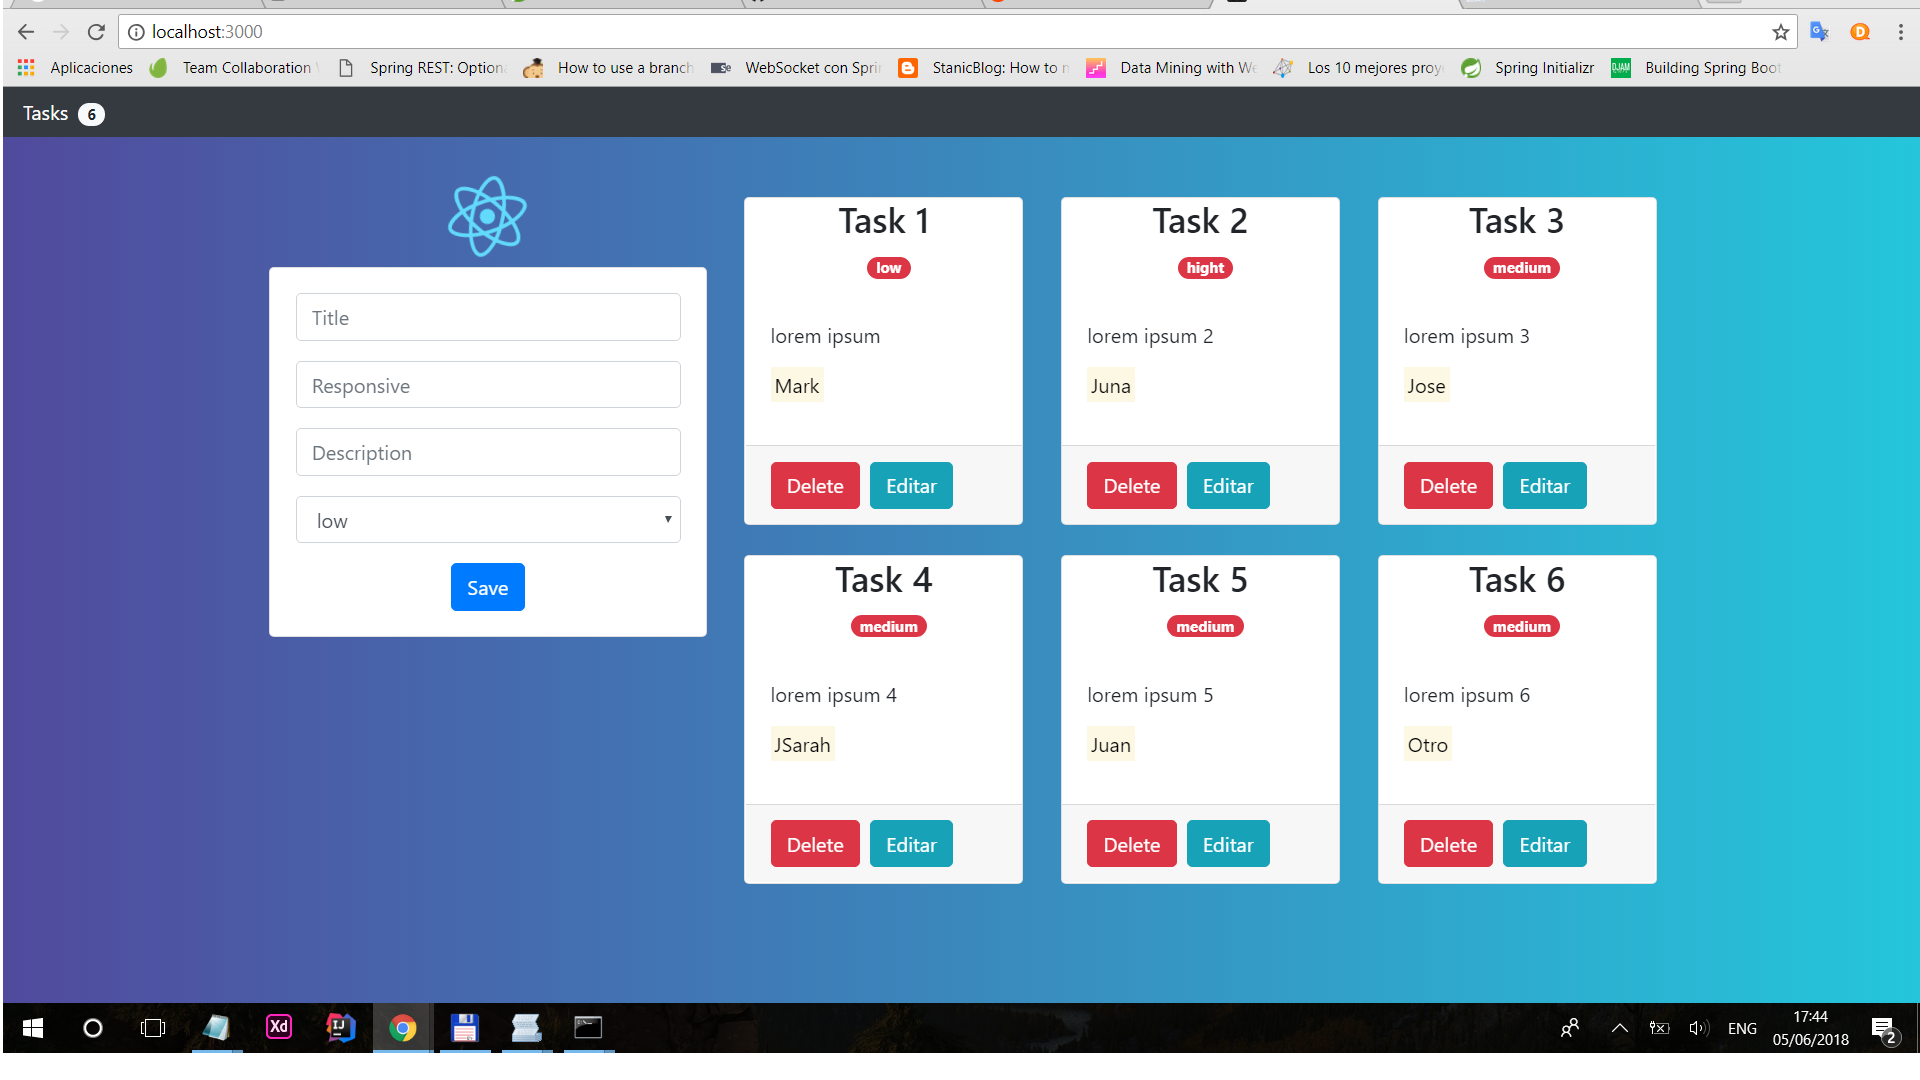 localhost:3000
Aplicaciones
Team Collaboration
Spring REST: Option
How to use a branch
WebSocket con Spri
StanicBlog: How to
Data Mining with We
Los 10 mejores proy
Spring Initializr
Building Spring Boot
Tasks 6
Title
Responsive
Description
low
Save
Task 1
low
lorem ipsum
Mark
Delete Editar
Task 2
hight
lorem ipsum 2
Juna
Delete Editar
Task 3
medium
lorem ipsum 3
Jose
Delete Editar
Task 4
medium
lorem ipsum 4
JSarah
Delete Editar
Task 5
medium
lorem ipsum 5
Juan
Delete Editar
Task 6
medium
lorem ipsum 6
Otro
Delete Editar
Xd
IJ
ENG
17:44
05/06/2018
2